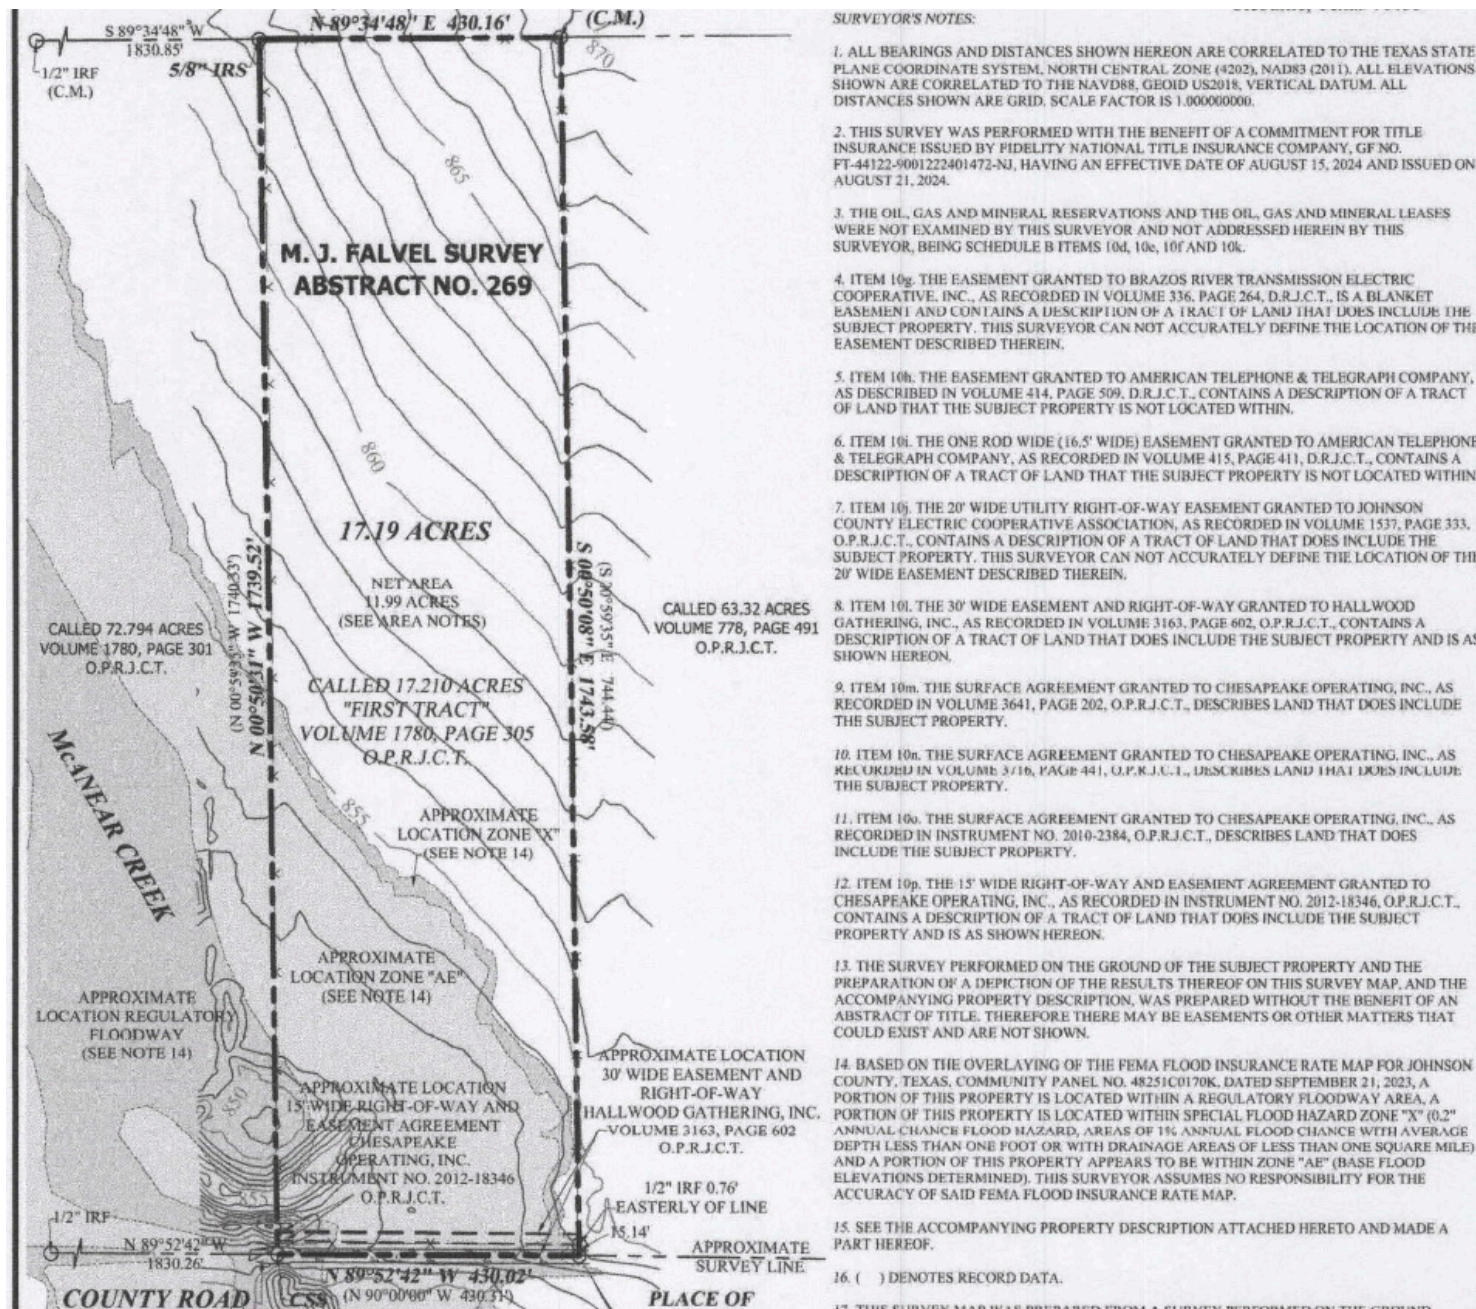 N 89°34'48" E 430.16'
(C.M.)
S 89°34'48" W
1830.85'
1/2" IRF
(C.M.)
5/8" IRS
870
865
M. J. FALVEL SURVEY
ABSTRACT NO. 269
860
17.19 ACRES
NET AREA
11.99 ACRES
(SEE AREA NOTES)
N 00°50'31" W 1739.52'
S 00°50'08" E 1743.58'
CALLED 72.794 ACRES
VOLUME 1780, PAGE 301
O.P.R.J.C.T.
CALLED 63.32 ACRES
VOLUME 778, PAGE 491
O.P.R.J.C.T.
CALLED 17.210 ACRES
"FIRST TRACT"
VOLUME 1780, PAGE 305
O.P.R.J.C.T.
McANEAR CREEK
855
APPROXIMATE
LOCATION ZONE "X"
(SEE NOTE 14)
APPROXIMATE
LOCATION ZONE "AE"
(SEE NOTE 14)
APPROXIMATE
LOCATION REGULATORY
FLOODWAY
(SEE NOTE 14)
850
APPROXIMATE LOCATION
15' WIDE RIGHT-OF-WAY AND
EASEMENT AGREEMENT
CHESAPEAKE
OPERATING, INC.
INSTRUMENT NO. 2012-18346
O.P.R.J.C.T.
855
APPROXIMATE LOCATION
30' WIDE EASEMENT AND
RIGHT-OF-WAY
HALLWOOD GATHERING, INC.
VOLUME 3163, PAGE 602
O.P.R.J.C.T.
1/2" IRF 0.76'
EASTERLY OF LINE
15.14'
APPROXIMATE
SURVEY LINE
1/2" IRF
N 89°52'42" W
1830.26'
N 89°52'42" W 430.02'
(N 90°00'00" W 430.31')
COUNTY ROAD
CSS
PLACE OF
SURVEYOR'S NOTES:
1. ALL BEARINGS AND DISTANCES SHOWN HEREON ARE CORRELATED TO THE TEXAS STATE
PLANE COORDINATE SYSTEM, NORTH CENTRAL ZONE (4202), NAD83 (2011). ALL ELEVATIONS
SHOWN ARE CORRELATED TO THE NAVD88, GEOID US2018, VERTICAL DATUM. ALL
DISTANCES SHOWN ARE GRID. SCALE FACTOR IS 1.000000000.
2. THIS SURVEY WAS PERFORMED WITH THE BENEFIT OF A COMMITMENT FOR TITLE
INSURANCE ISSUED BY FIDELITY NATIONAL TITLE INSURANCE COMPANY, GF NO.
FT-44122-9001222401472-NJ, HAVING AN EFFECTIVE DATE OF AUGUST 15, 2024 AND ISSUED ON
AUGUST 21, 2024.
3. THE OIL, GAS AND MINERAL RESERVATIONS AND THE OIL, GAS AND MINERAL LEASES
WERE NOT EXAMINED BY THIS SURVEYOR AND NOT ADDRESSED HEREIN BY THIS
SURVEYOR, BEING SCHEDULE B ITEMS 10d, 10e, 10f AND 10k.
4. ITEM 10g. THE EASEMENT GRANTED TO BRAZOS RIVER TRANSMISSION ELECTRIC
COOPERATIVE, INC., AS RECORDED IN VOLUME 336, PAGE 264, D.R.J.C.T., IS A BLANKET
EASEMENT AND CONTAINS A DESCRIPTION OF A TRACT OF LAND THAT DOES INCLUDE THE
SUBJECT PROPERTY. THIS SURVEYOR CAN NOT ACCURATELY DEFINE THE LOCATION OF THE
EASEMENT DESCRIBED THEREIN.
5. ITEM 10h. THE EASEMENT GRANTED TO AMERICAN TELEPHONE & TELEGRAPH COMPANY,
AS DESCRIBED IN VOLUME 414, PAGE 509, D.R.J.C.T., CONTAINS A DESCRIPTION OF A TRACT
OF LAND THAT THE SUBJECT PROPERTY IS NOT LOCATED WITHIN.
6. ITEM 10i. THE ONE ROD WIDE (16.5' WIDE) EASEMENT GRANTED TO AMERICAN TELEPHONE
& TELEGRAPH COMPANY, AS RECORDED IN VOLUME 415, PAGE 411, D.R.J.C.T., CONTAINS A
DESCRIPTION OF A TRACT OF LAND THAT THE SUBJECT PROPERTY IS NOT LOCATED WITHIN
7. ITEM 10j. THE 20' WIDE UTILITY RIGHT-OF-WAY EASEMENT GRANTED TO JOHNSON
COUNTY ELECTRIC COOPERATIVE ASSOCIATION, AS RECORDED IN VOLUME 1537, PAGE 333,
O.P.R.J.C.T., CONTAINS A DESCRIPTION OF A TRACT OF LAND THAT DOES INCLUDE THE
SUBJECT PROPERTY. THIS SURVEYOR CAN NOT ACCURATELY DEFINE THE LOCATION OF THE
20' WIDE EASEMENT DESCRIBED THEREIN.
8. ITEM 10l. THE 30' WIDE EASEMENT AND RIGHT-OF-WAY GRANTED TO HALLWOOD
GATHERING, INC., AS RECORDED IN VOLUME 3163, PAGE 602, O.P.R.J.C.T., CONTAINS A
DESCRIPTION OF A TRACT OF LAND THAT DOES INCLUDE THE SUBJECT PROPERTY AND IS AS
SHOWN HEREON.
9. ITEM 10m. THE SURFACE AGREEMENT GRANTED TO CHESAPEAKE OPERATING, INC., AS
RECORDED IN VOLUME 3641, PAGE 202, O.P.R.J.C.T., DESCRIBES LAND THAT DOES INCLUDE
THE SUBJECT PROPERTY.
10. ITEM 10n. THE SURFACE AGREEMENT GRANTED TO CHESAPEAKE OPERATING, INC., AS
RECORDED IN VOLUME 3716, PAGE 441, O.P.R.J.C.T., DESCRIBES LAND THAT DOES INCLUDE
THE SUBJECT PROPERTY.
11. ITEM 10o. THE SURFACE AGREEMENT GRANTED TO CHESAPEAKE OPERATING, INC., AS
RECORDED IN INSTRUMENT NO. 2010-2384, O.P.R.J.C.T., DESCRIBES LAND THAT DOES
INCLUDE THE SUBJECT PROPERTY.
12. ITEM 10p. THE 15' WIDE RIGHT-OF-WAY AND EASEMENT AGREEMENT GRANTED TO
CHESAPEAKE OPERATING, INC., AS RECORDED IN INSTRUMENT NO. 2012-18346, O.P.R.J.C.T.,
CONTAINS A DESCRIPTION OF A TRACT OF LAND THAT DOES INCLUDE THE SUBJECT
PROPERTY AND IS AS SHOWN HEREON.
13. THE SURVEY PERFORMED ON THE GROUND OF THE SUBJECT PROPERTY AND THE
PREPARATION OF A DEPICTION OF THE RESULTS THEREOF ON THIS SURVEY MAP, AND THE
ACCOMPANYING PROPERTY DESCRIPTION, WAS PREPARED WITHOUT THE BENEFIT OF AN
ABSTRACT OF TITLE. THEREFORE THERE MAY BE EASEMENTS OR OTHER MATTERS THAT
COULD EXIST AND ARE NOT SHOWN.
14. BASED ON THE OVERLAYING OF THE FEMA FLOOD INSURANCE RATE MAP FOR JOHNSON
COUNTY, TEXAS, COMMUNITY PANEL NO. 48251C0170K, DATED SEPTEMBER 21, 2023, A
PORTION OF THIS PROPERTY IS LOCATED WITHIN A REGULATORY FLOODWAY AREA, A
PORTION OF THIS PROPERTY IS LOCATED WITHIN SPECIAL FLOOD HAZARD ZONE "X" (0.2"
ANNUAL CHANCE FLOOD HAZARD, AREAS OF 1% ANNUAL FLOOD CHANCE WITH AVERAGE
DEPTH LESS THAN ONE FOOT OR WITH DRAINAGE AREAS OF LESS THAN ONE SQUARE MILE)
AND A PORTION OF THIS PROPERTY APPEARS TO BE WITHIN ZONE "AE" (BASE FLOOD
ELEVATIONS DETERMINED). THIS SURVEYOR ASSUMES NO RESPONSIBILITY FOR THE
ACCURACY OF SAID FEMA FLOOD INSURANCE RATE MAP.
15. SEE THE ACCOMPANYING PROPERTY DESCRIPTION ATTACHED HERETO AND MADE A
PART HEREOF.
16. ( ) DENOTES RECORD DATA.